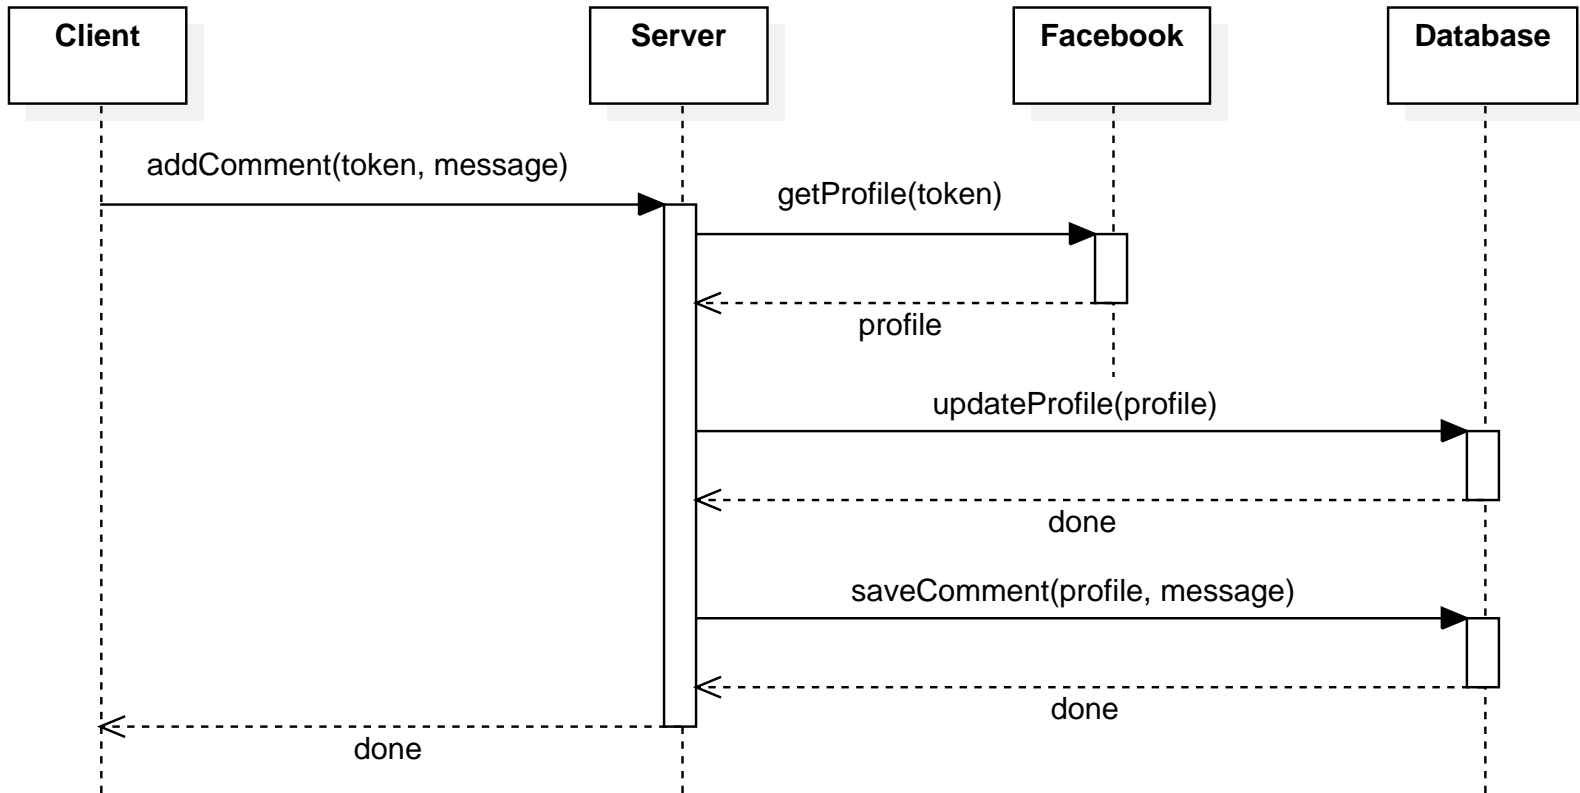 Client
Server
Facebook
Database
addComment(token, message)
getProfile(token)
profile
updateProfile(profile)
done
saveComment(profile, message)
done
done